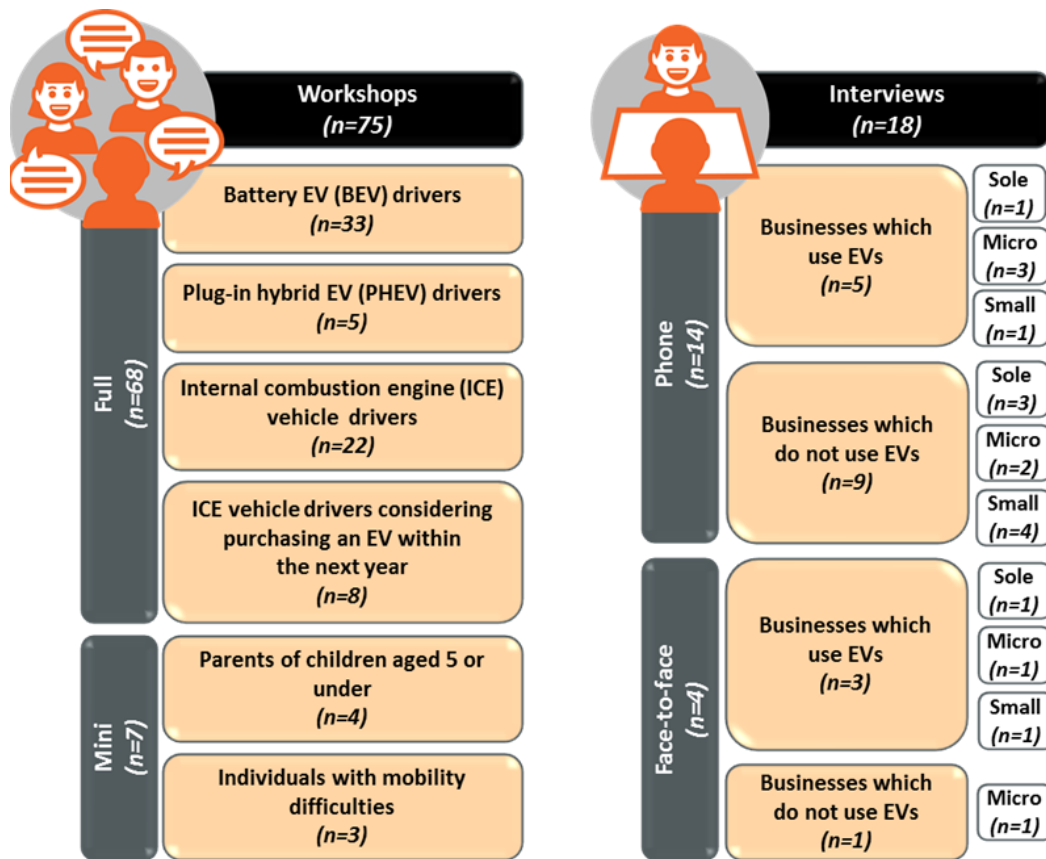 Workshops
(n=75)
Full
(n=68)
Battery EV (BEV) drivers
(n=33)
Plug-in hybrid EV (PHEV) drivers
(n=5)
Internal combustion engine (ICE)
vehicle drivers
(n=22)
ICE vehicle drivers considering
purchasing an EV within
the next year
(n=8)
Mini
(n=7)
Parents of children aged 5 or
under
(n=4)
Individuals with mobility
difficulties
(n=3)
Interviews
(n=18)
Phone
(n=14)
Businesses which
use EVs
(n=5)
Sole
(n=1)
Micro
(n=3)
Small
(n=1)
Businesses which
do not use EVs
(n=9)
Sole
(n=3)
Micro
(n=2)
Small
(n=4)
Face-to-face
(n=4)
Businesses which
use EVs
(n=3)
Sole
(n=1)
Micro
(n=1)
Small
(n=1)
Businesses which
do not use EVs
(n=1)
Micro
(n=1)